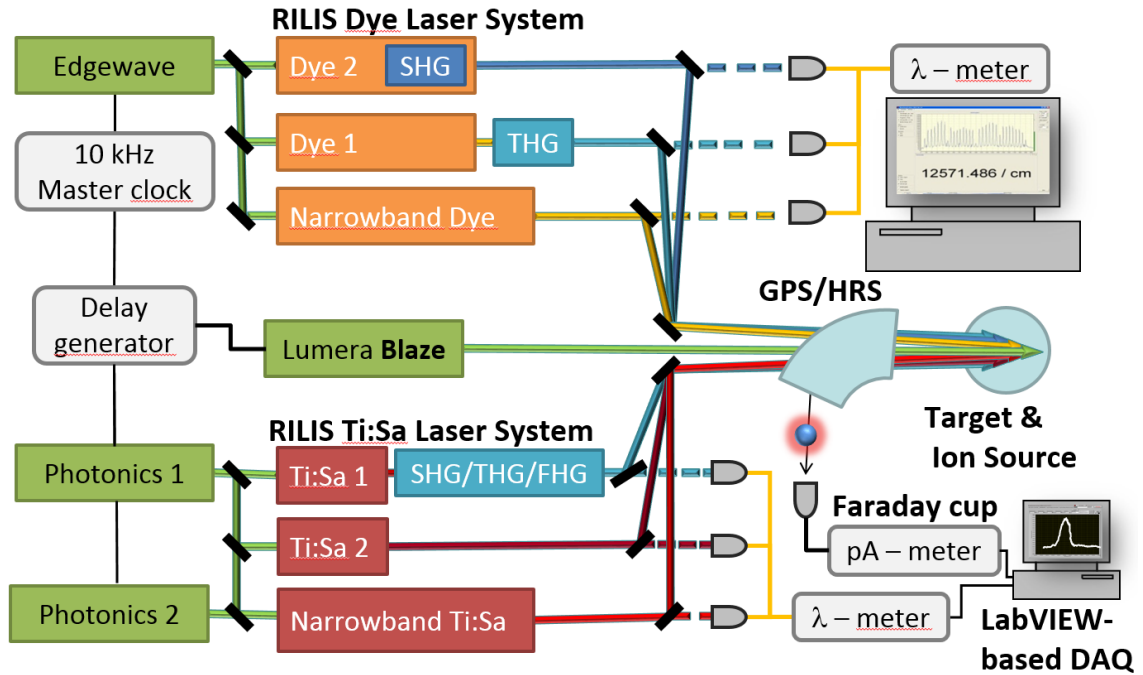 RILIS Dye Laser System
Edgewave
Dye 2
SHG
λ – meter
10 kHz
Master clock
Dye 1
THG
12571.486 / cm
Narrowband Dye
GPS/HRS
Delay
generator
Lumera Blaze
Target &
Ion Source
RILIS Ti:Sa Laser System
Photonics 1
Ti:Sa 1
SHG/THG/FHG
Faraday cup
Ti:Sa 2
pA – meter
Photonics 2
Narrowband Ti:Sa
λ – meter
LabVIEW-
based DAQ